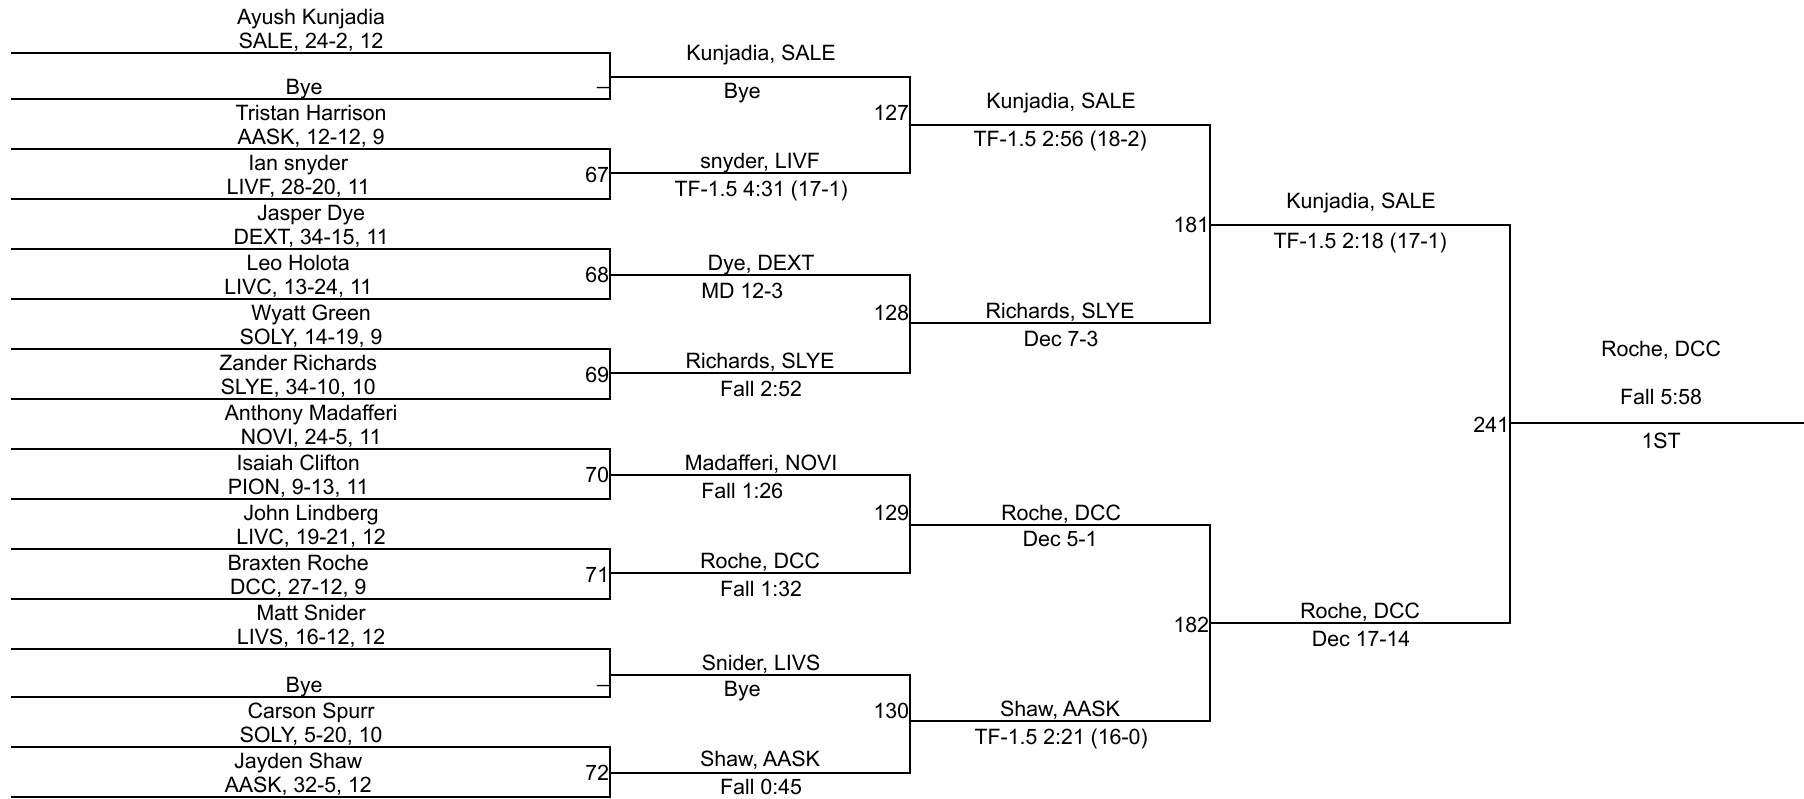 Ayush Kunjadia
SALE, 24-2, 12
Bye
Tristan Harrison
AASK, 12-12, 9
Ian snyder
LIVF, 28-20, 11
Jasper Dye
DEXT, 34-15, 11
Leo Holota
LIVC, 13-24, 11
Wyatt Green
SOLY, 14-19, 9
Zander Richards
SLYE, 34-10, 10
Anthony Madafferi
NOVI, 24-5, 11
Isaiah Clifton
PION, 9-13, 11
John Lindberg
LIVC, 19-21, 12
Braxten Roche
DCC, 27-12, 9
Matt Snider
LIVS, 16-12, 12
Bye
Carson Spurr
SOLY, 5-20, 10
Jayden Shaw
AASK, 32-5, 12
–
67
68
69
70
71
–
72
Kunjadia, SALE
Bye
snyder, LIVF
TF-1.5 4:31 (17-1)
Dye, DEXT
MD 12-3
Richards, SLYE
Fall 2:52
Madafferi, NOVI
Fall 1:26
Roche, DCC
Fall 1:32
Snider, LIVS
Bye
Shaw, AASK
Fall 0:45
127
128
129
130
Kunjadia, SALE
TF-1.5 2:56 (18-2)
Richards, SLYE
Dec 7-3
Roche, DCC
Dec 5-1
Shaw, AASK
TF-1.5 2:21 (16-0)
181
182
Kunjadia, SALE
TF-1.5 2:18 (17-1)
Roche, DCC
Dec 17-14
241
Roche, DCC
Fall 5:58
1ST